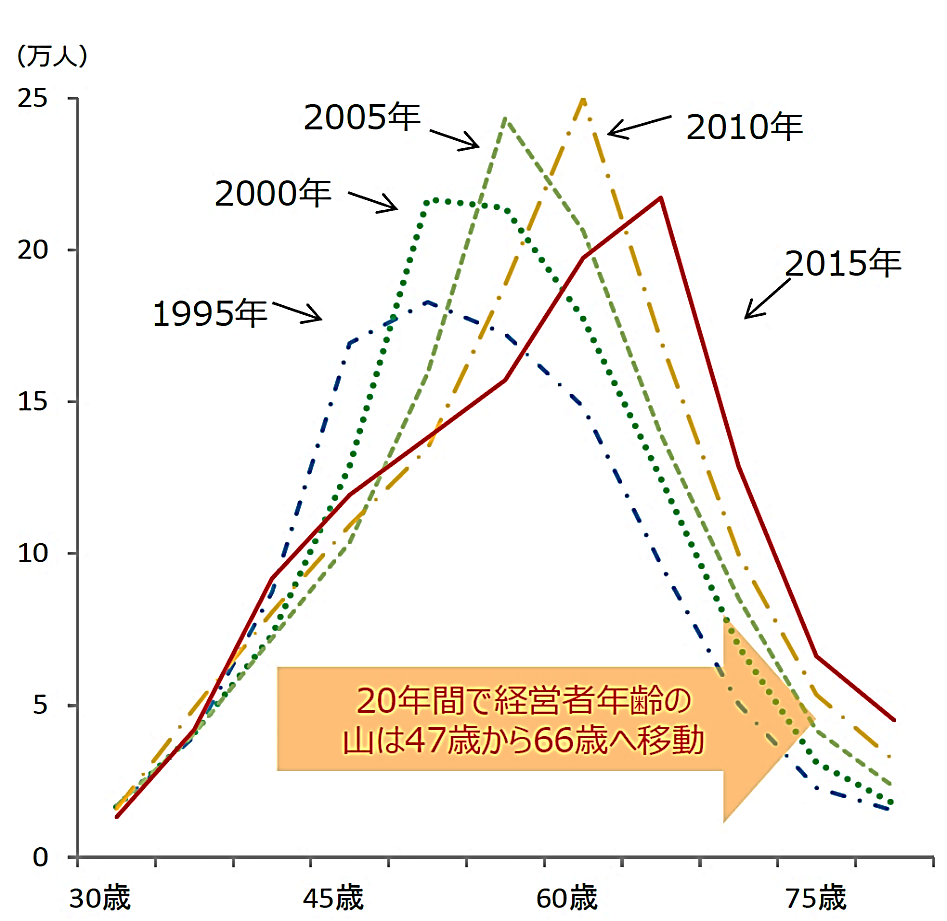 (万人)
25
20
15
10
5
0
2005年
2010年
2000年
2015年
1995年
20年間で経営者年齢の
山は47歳から66歳へ移動
30歳
45歳
60歳
75歳